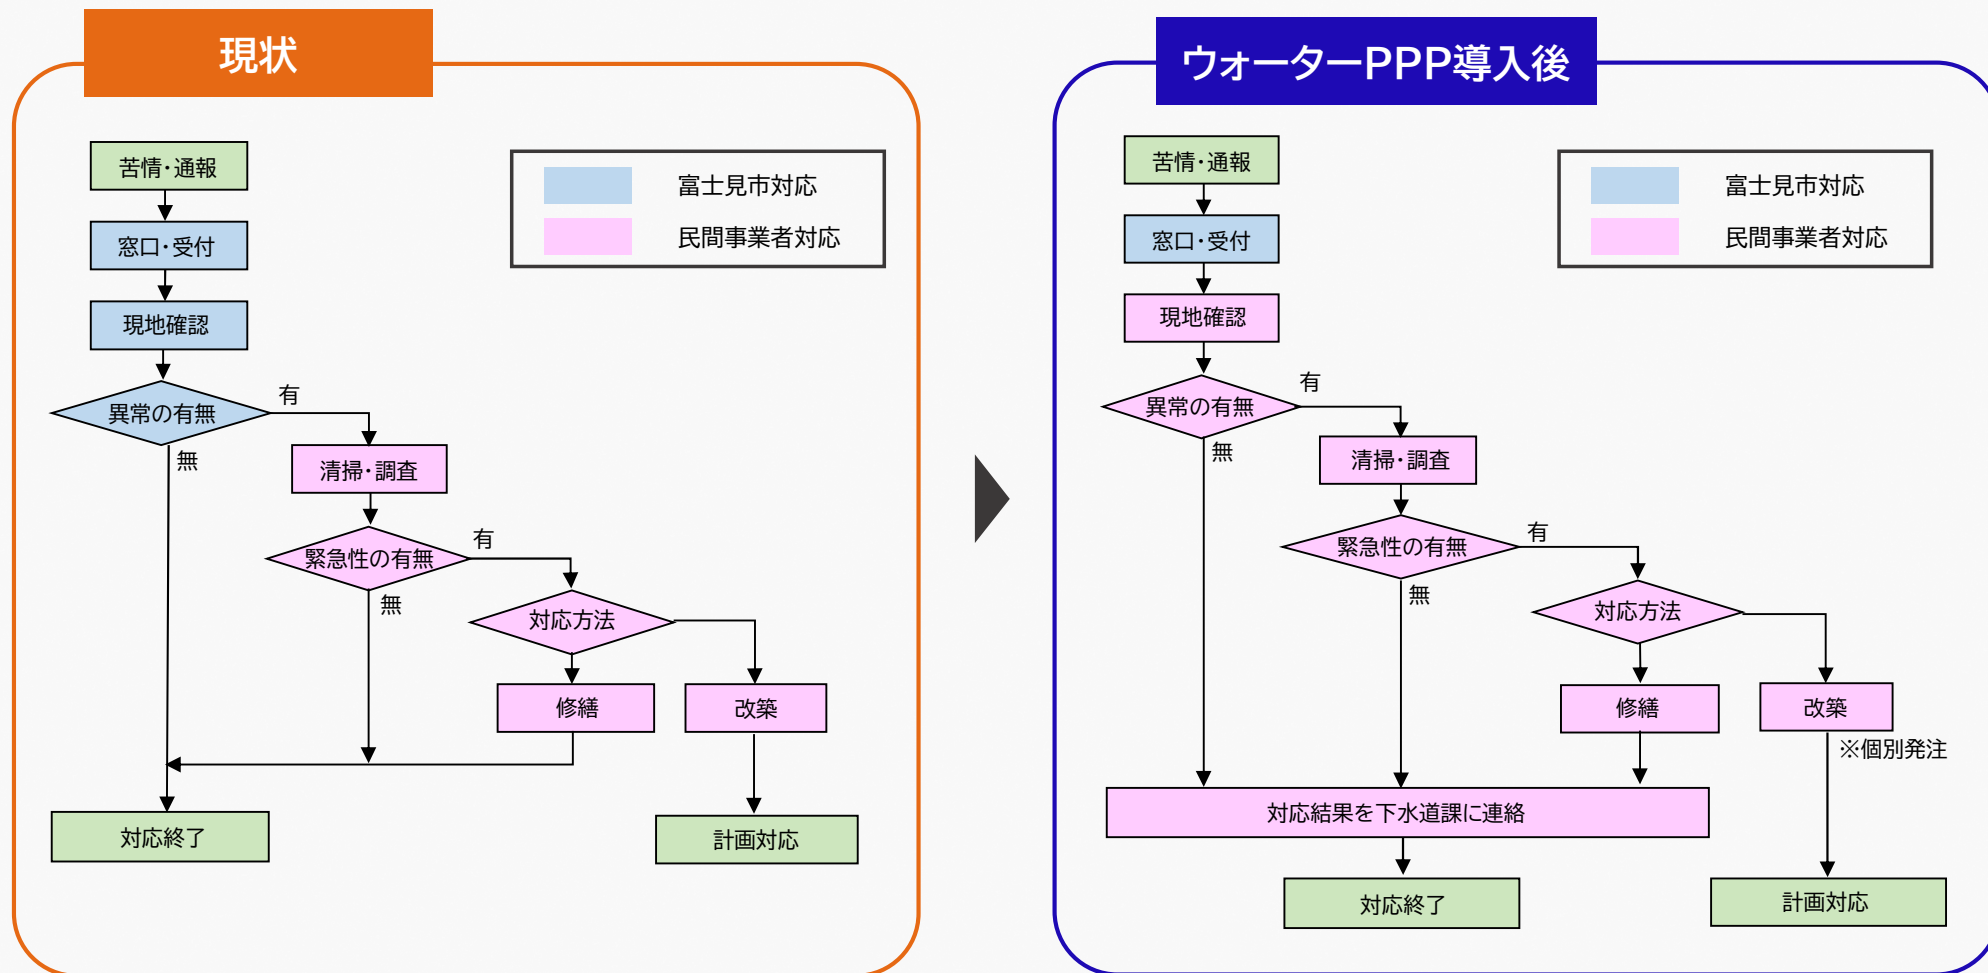 現状
苦情・通報
窓口・受付
現地確認
異常の有無
有
無
清掃・調査
緊急性の有無
有
無
対応方法
修繕
改築
対応終了
計画対応
富士見市対応
民間事業者対応
ウォーターPPP導入後
苦情・通報
窓口・受付
現地確認
異常の有無
有
無
清掃・調査
緊急性の有無
有
無
対応方法
修繕
改築
※個別発注
対応結果を下水道課に連絡
対応終了
計画対応
富士見市対応
民間事業者対応